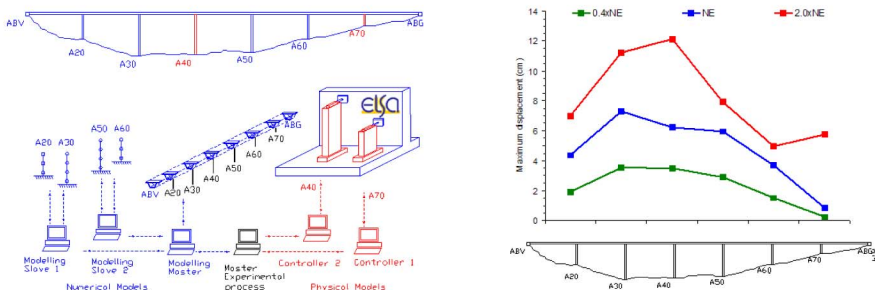 ABV
ABG
A20
A30
A40
A50
A60
A70
A50 A60
A20 A30
elsa
ABG
A70
A60
A50
A40
A30
A20
ABV
A40
A70
Modelling
Slave 1
Modelling
Slave 2
Modelling
Master
Master
Experimental
process
Controller 2
Controller 1
Numerical Models
Physical Models
0.4xNE
NE
2.0xNE
Maximum displacement (cm)
14
12
10
8
6
4
2
0
ABV
ABG
A20
A30
A40
A50
A60
A70